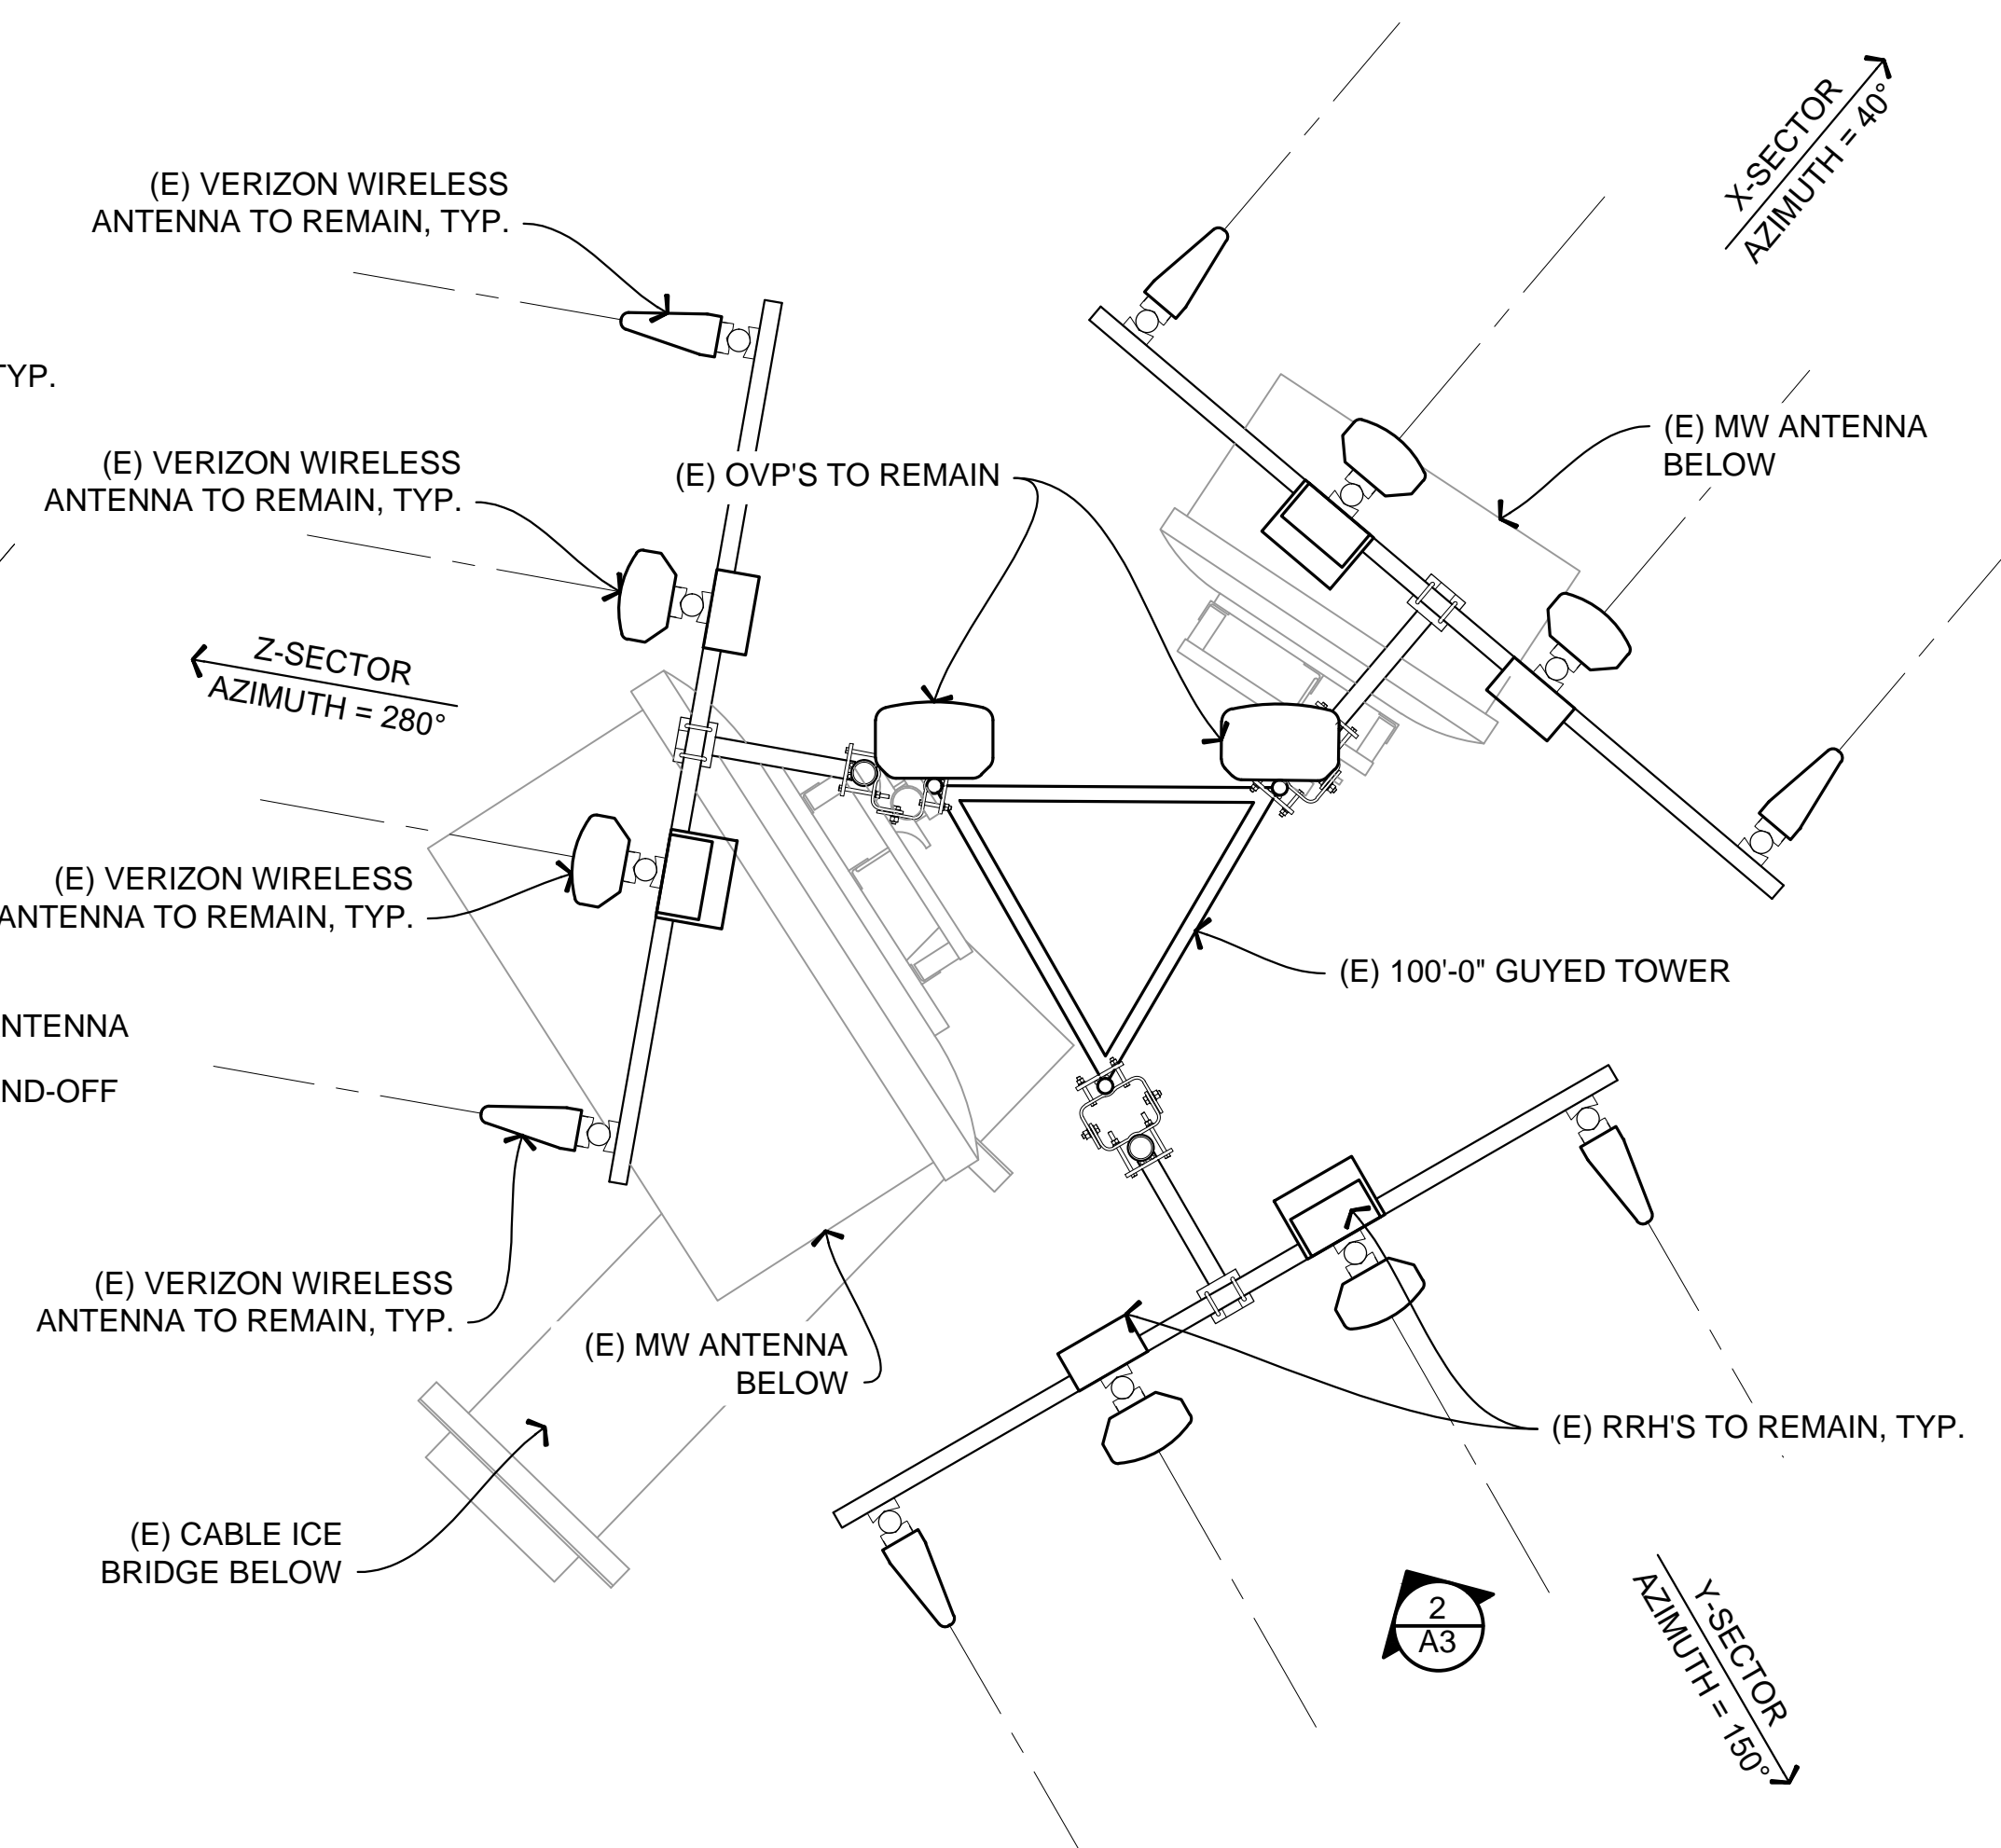 X-SECTOR
AZIMUTH = 40°
(E) VERIZON WIRELESS
ANTENNA TO REMAIN, TYP.
TYP.
(E) MW ANTENNA
BELOW
(E) VERIZON WIRELESS
ANTENNA TO REMAIN, TYP.
(E) OVP'S TO REMAIN
Z-SECTOR
AZIMUTH = 280°
(E) VERIZON WIRELESS
ANTENNA TO REMAIN, TYP.
(E) 100'-0" GUYED TOWER
NTENNA
ND-OFF
(E) VERIZON WIRELESS
ANTENNA TO REMAIN, TYP.
(E) MW ANTENNA
BELOW
(E) RRH'S TO REMAIN, TYP.
(E) CABLE ICE
BRIDGE BELOW
2
A3
Y-SECTOR
AZIMUTH = 150°